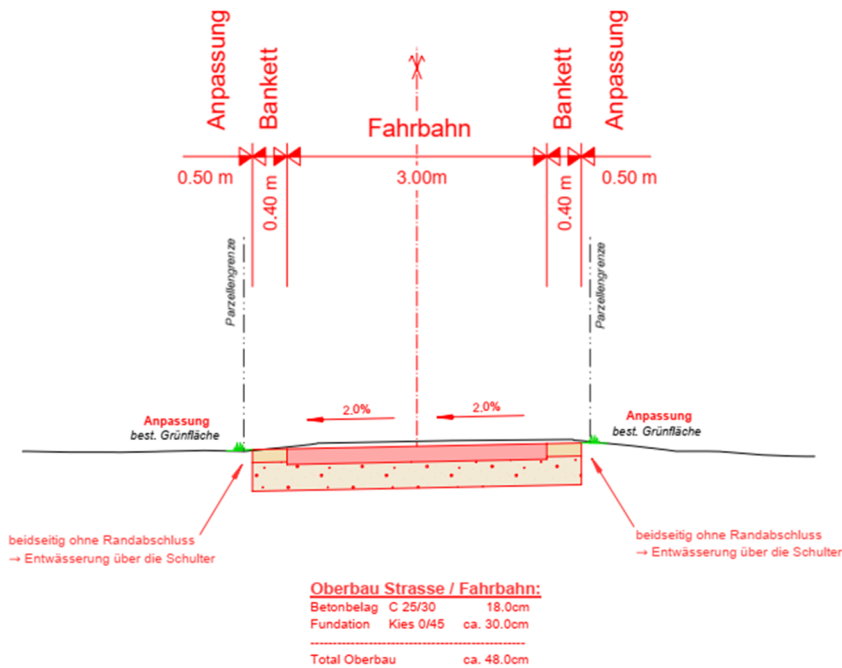 Anpassung
Bankett
Fahrbahn
Bankett
Anpassung
0.50 m
0.40 m
3.00m
0.40 m
0.50 m
Parzellengrenze
Parzellengrenze
2.0%
2.0%
Anpassung
best. Grünfläche
Anpassung
best. Grünfläche
beidseitig ohne Randabschluss
→ Entwässerung über die Schulter
beidseitig ohne Randabschluss
→ Entwässerung über die Schulter
Oberbau Strasse / Fahrbahn:
Betonbelag C 25/30 18.0cm
Fundation Kies 0/45 ca. 30.0cm
Total Oberbau ca. 48.0cm